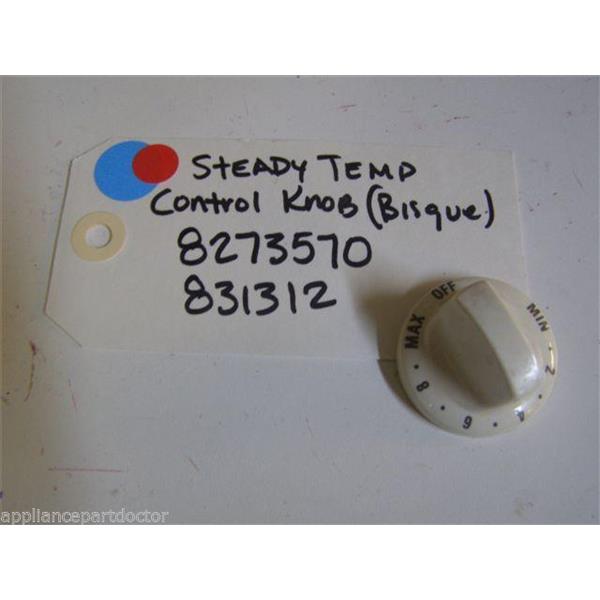 STEADY TEMP
Control Knob (Bisque)
8273570
831312
OFF
MIN
2
4
6
8
MAX
appliancepartdoctor